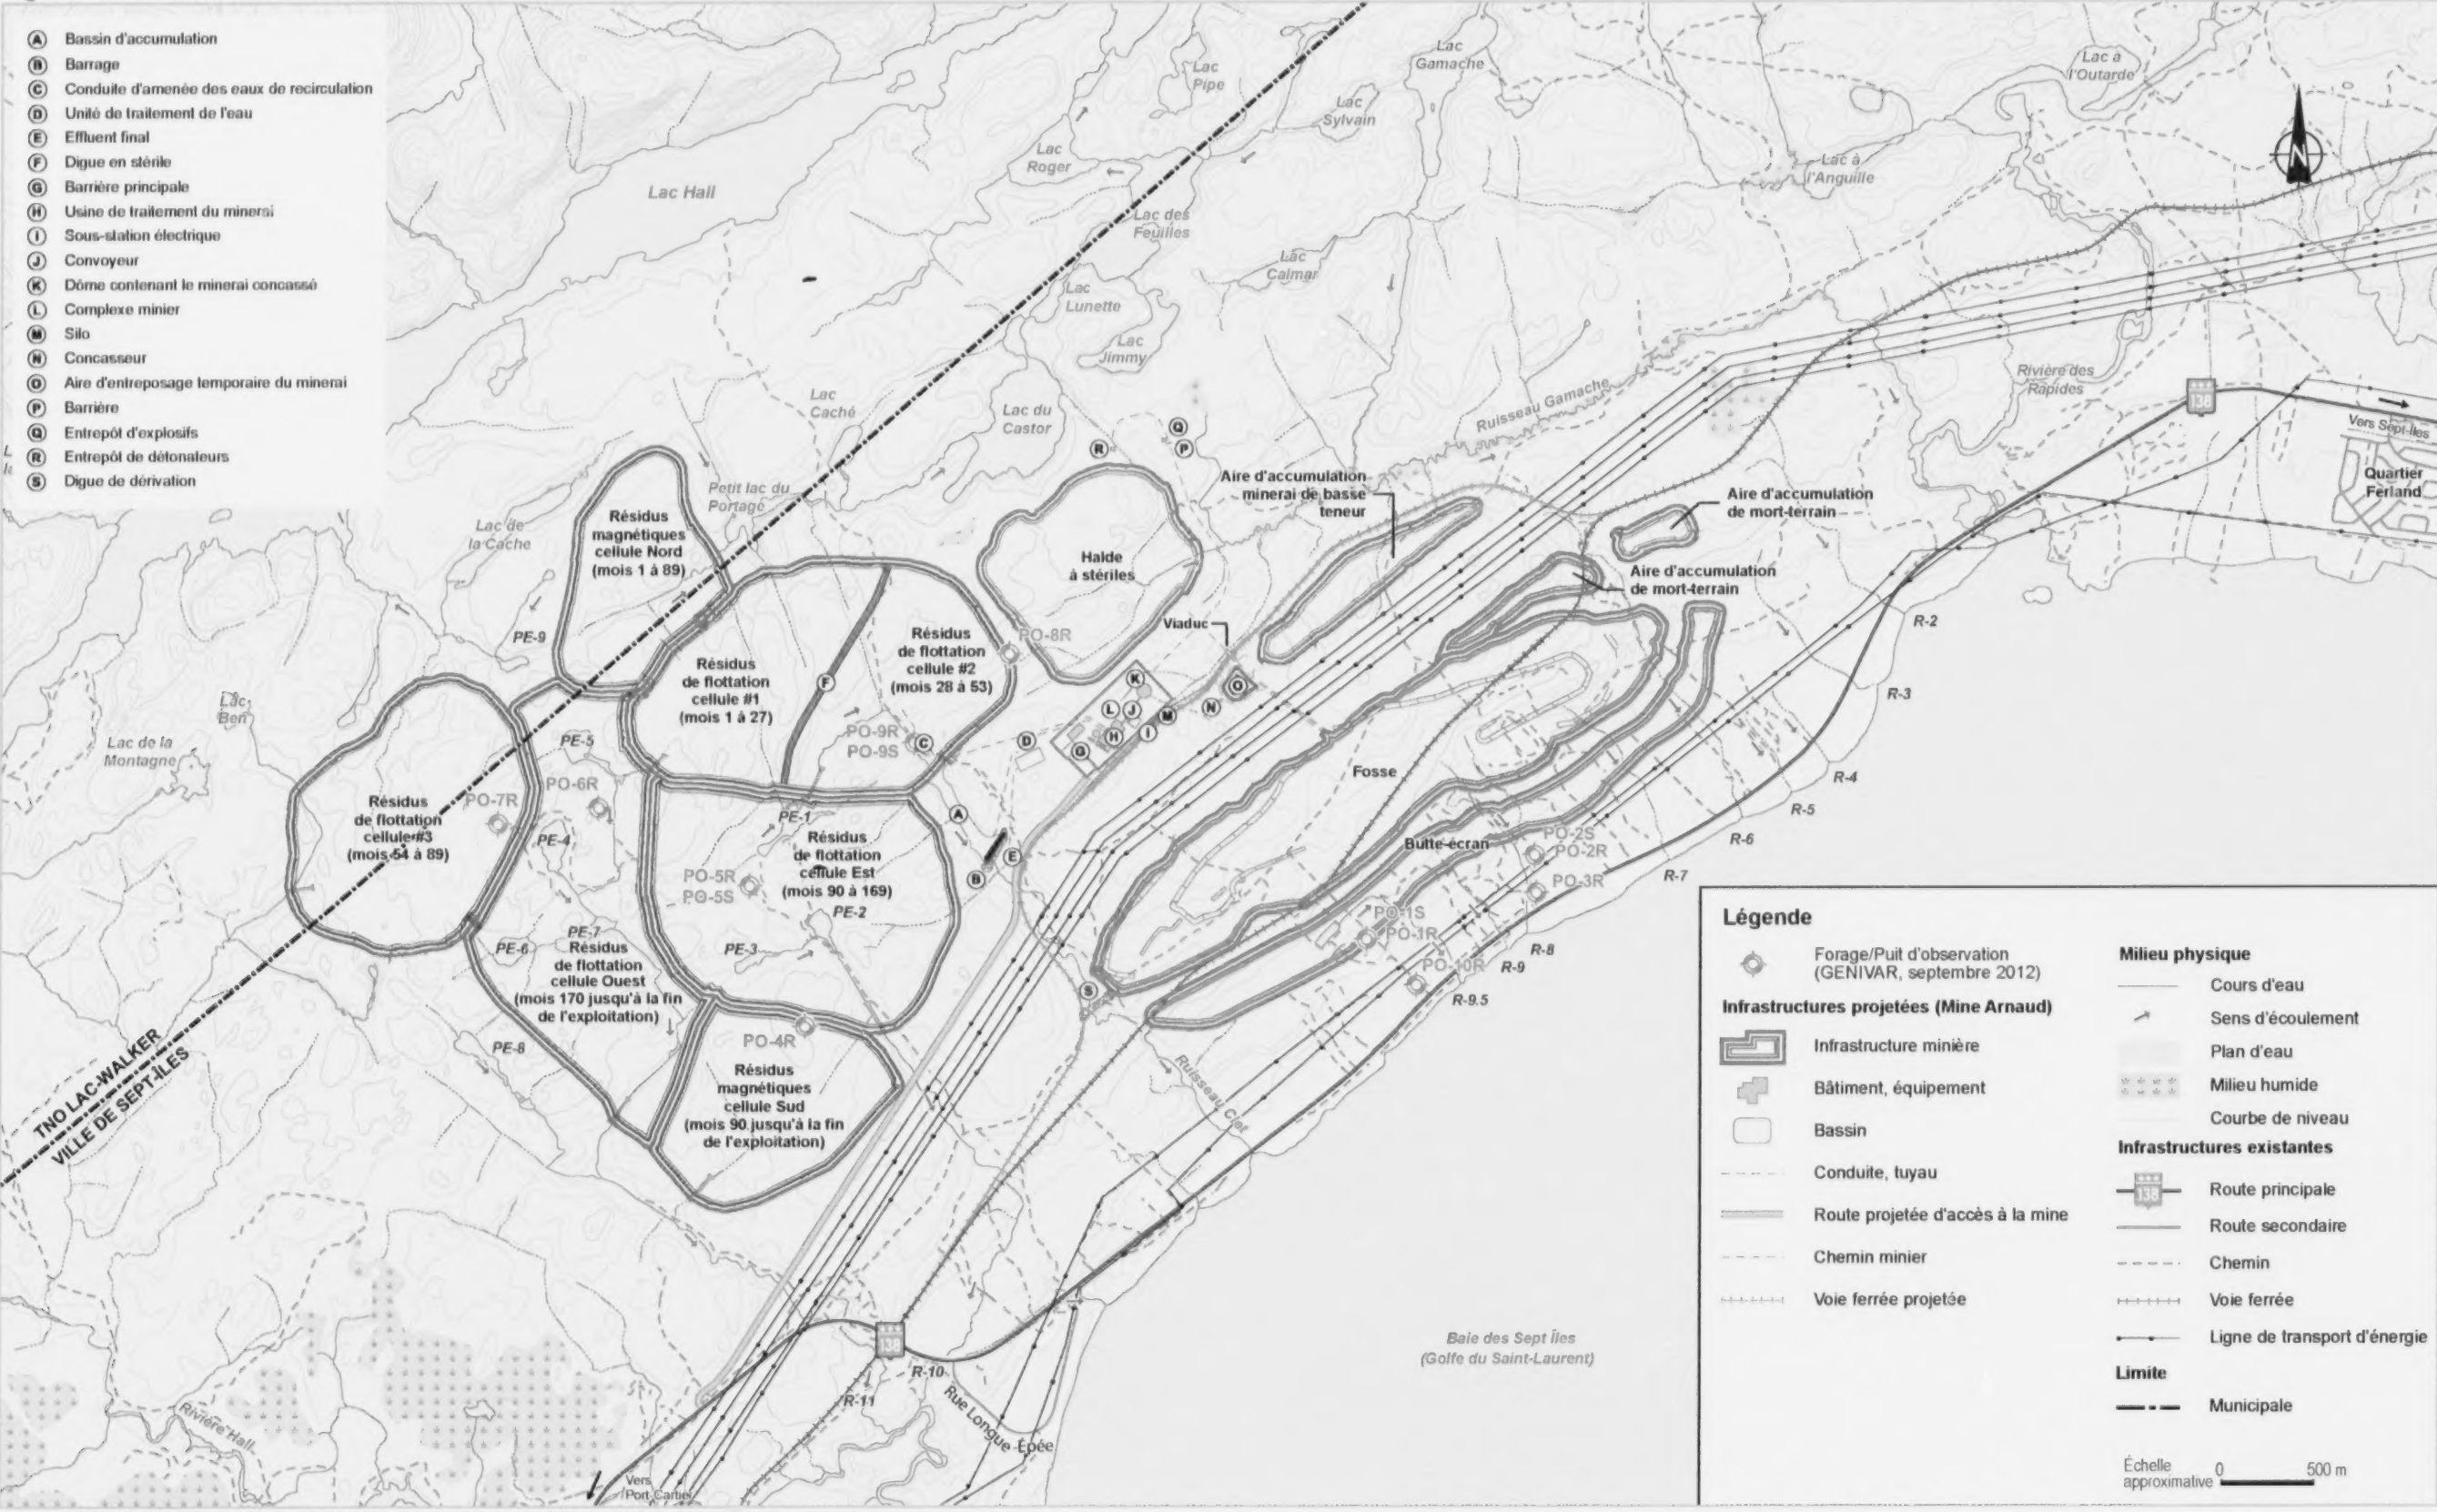 A Bassin d'accumulation
B Barrage
C Conduite d'amenée des eaux de recirculation
D Unité de traitement de l'eau
E Effluent final
F Digue en stérile
G Barrière principale
H Usine de traitement du minerai
I Sous-station électrique
J Convoyeur
K Dôme contenant le minerai concassé
L Complexe minier
M Silo
N Concasseur
O Aire d'entreposage temporaire du minerai
P Barrière
Q Entrepôt d'explosifs
R Entrepôt de détonateurs
S Digue de dérivation
Lac
Gamache
Lac à
l'Outarde
Lac
Pipe
Lac
Sylvain
Lac
Roger
Lac à
l'Anguille
N
Lac Hall
Lac des
Feuilles
Lac
Calmar
Lac
Lunette
Lac
Jimmy
Rivière des
Rapides
138
Vers Sept-Îles
Quartier
Ferland
Ruisseau Gamache
Lac
Caché
Lac du
Castor
Q
R
P
Petit lac du
Portage
Lac de
la Cache
Résidus
magnétiques
cellule Nord
(mois 1 à 89)
Aire d'accumulation
minerai de basse
teneur
Aire d'accumulation
de mort-terrain
Aire d'accumulation
de mort-terrain
Halde
à stériles
Viaduc
PE-9
PO-8R
Résidus
de flottation
cellule #2
(mois 28 à 53)
Résidus
de flottation
cellule #1
(mois 1 à 27)
F
K
O
L
J
M
N
H
I
G
D
C
PO-9R
PO-9S
Lac
Ben
Lac de la
Montagne
PE-5
PO-6R
PO-7R
PE-4
Résidus
de flottation
cellule #3
(mois 54 à 89)
PE-1
A
E
B
Résidus
de flottation
cellule Est
(mois 90 à 169)
PO-5R
PO-5S
PE-2
PE-3
PE-6
PE-7
Résidus
de flottation
cellule Ouest
(mois 170 jusqu'à la fin
de l'exploitation)
PE-8
PO-4R
Résidus
magnétiques
cellule Sud
(mois 90 jusqu'à la fin
de l'exploitation)
Fosse
Butte-écran
PO-2S
PO-2R
PO-3R
PO-1S
PO-1R
PO-10R
S
Ruisseau Clet
R-2
R-3
R-4
R-5
R-6
R-7
R-8
R-9
R-9.5
R-10
R-11
138
Rue Longue-Épée
TNO LAC-WALKER
VILLE DE SEPT-ÎLES
Rivière Hall
Vers
Port-Cartier
Baie des Sept Îles
(Golfe du Saint-Laurent)
Légende
Forage/Puit d'observation
(GENIVAR, septembre 2012)
Infrastructures projetées (Mine Arnaud)
Infrastructure minière
Bâtiment, équipement
Bassin
Conduite, tuyau
Route projetée d'accès à la mine
Chemin minier
Voie ferrée projetée
Milieu physique
Cours d'eau
Sens d'écoulement
Plan d'eau
Milieu humide
Courbe de niveau
Infrastructures existantes
138
Route principale
Route secondaire
Chemin
Voie ferrée
Ligne de transport d'énergie
Limite
Municipale
Échelle
approximative
0 500 m